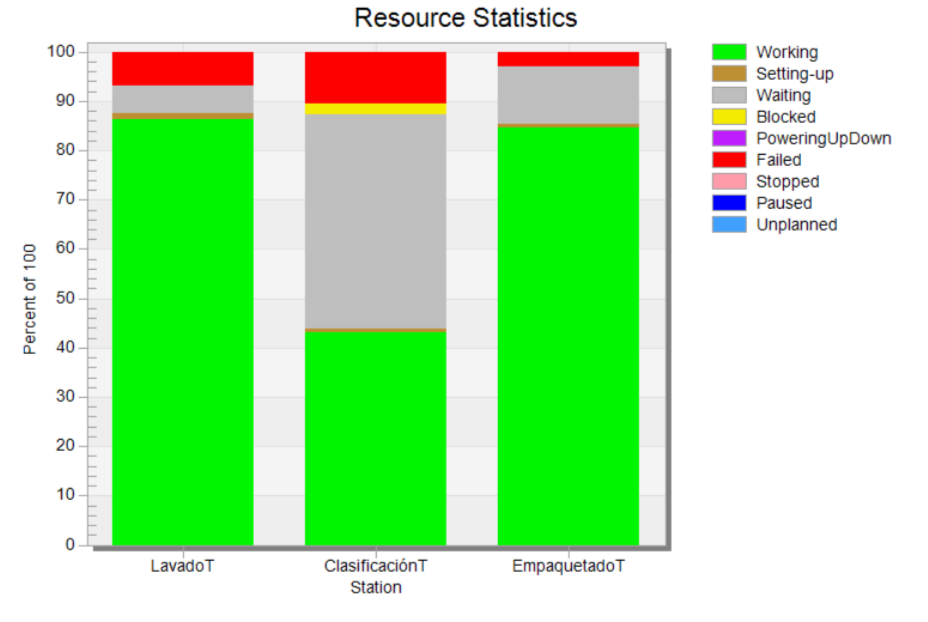 Resource Statistics
100
90
80
70
60
50
40
30
20
10
0
Percent of 100
LavadoT
ClasificaciónT
EmpaquetadoT
Station
Working
Setting-up
Waiting
Blocked
PoweringUpDown
Failed
Stopped
Paused
Unplanned